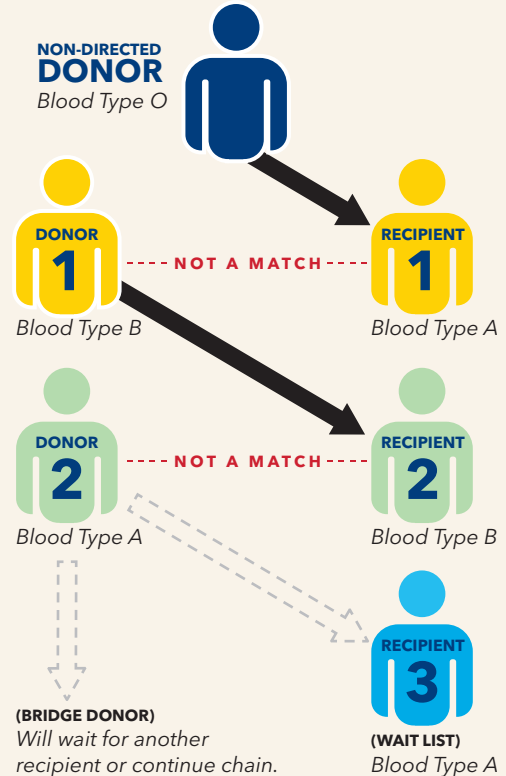 NON-DIRECTED
DONOR
Blood Type O
DONOR
1
NOT A MATCH
RECIPIENT
1
Blood Type B
Blood Type A
DONOR
2
NOT A MATCH
RECIPIENT
2
Blood Type A
Blood Type B
RECIPIENT
3
(BRIDGE DONOR)
Will wait for another
recipient or continue chain.
(WAIT LIST)
Blood Type A